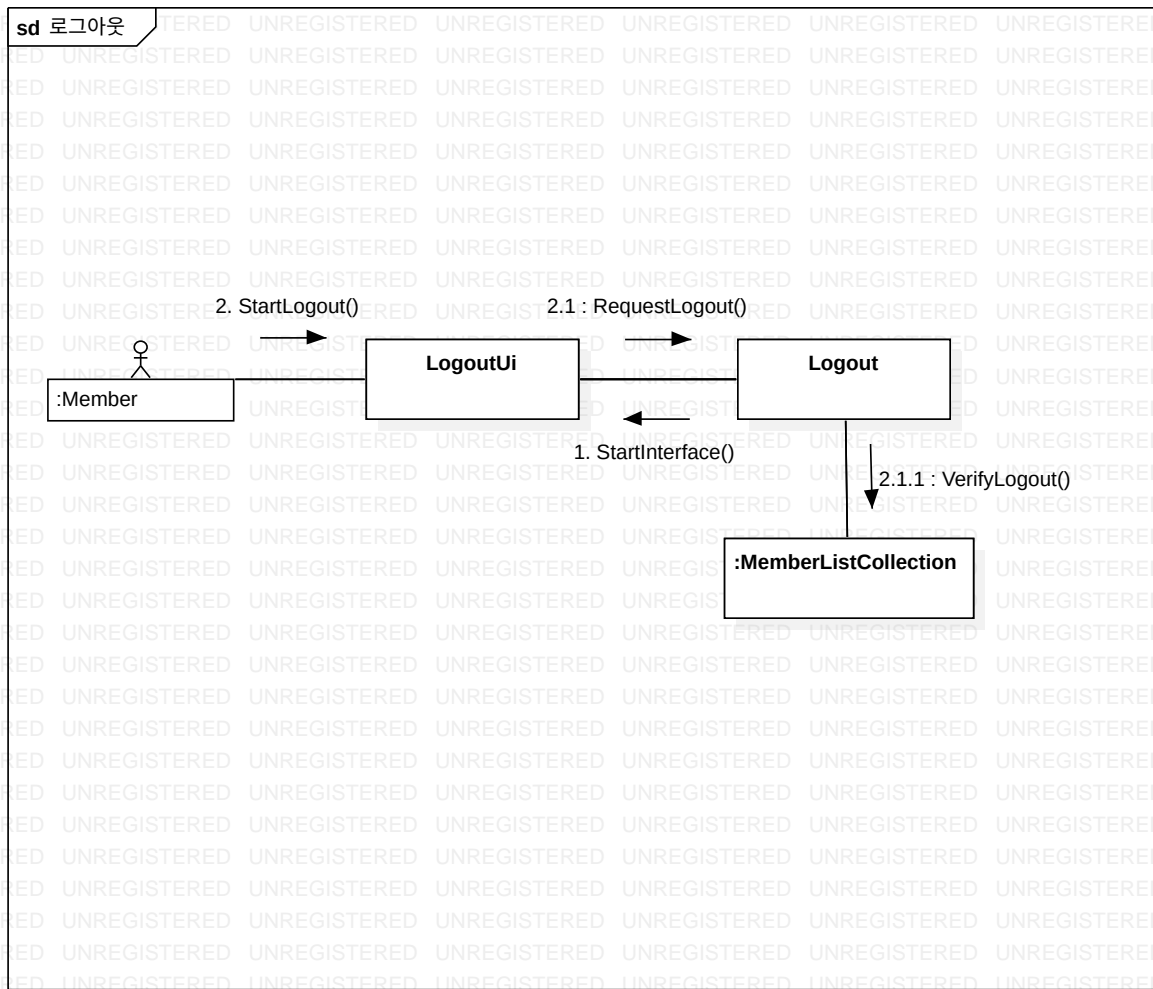 sd 로그아웃
2. StartLogout()
2.1 : RequestLogout()
LogoutUi
Logout
:Member
1. StartInterface()
2.1.1 : VerifyLogout()
:MemberListCollection
UNREGISTERED